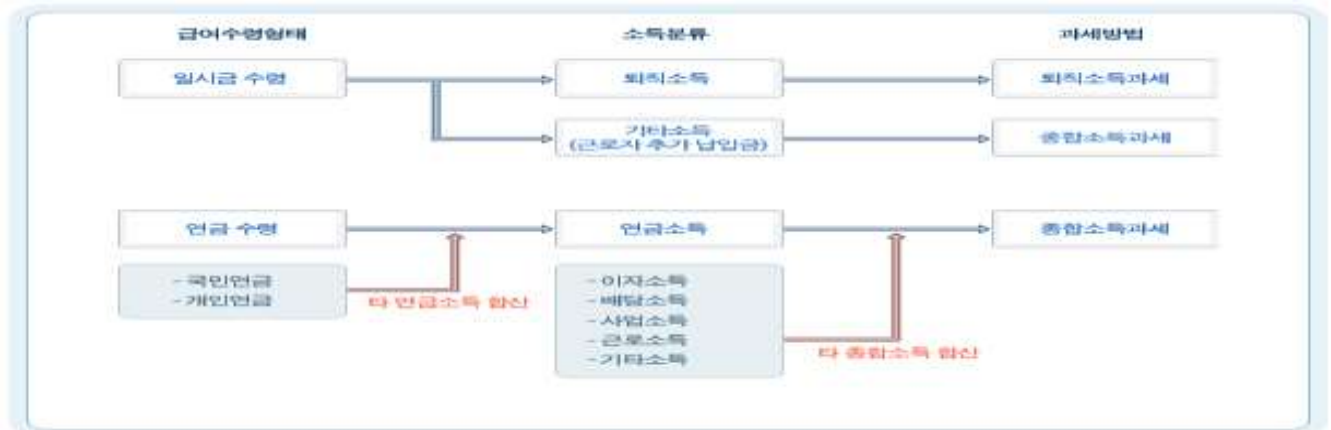 급여수령형태 소득분류 과세방법
일시금 수령 퇴직소득 퇴직소득과세
기타소득
(근로자 추가 납입금) 종합소득과세
연금 수령 연금소득 종합소득과세
- 국민연금
- 개인연금
타 연금소득 합산
- 이자소득
- 배당소득
- 사업소득
- 근로소득
- 기타소득
타 종합소득 합산